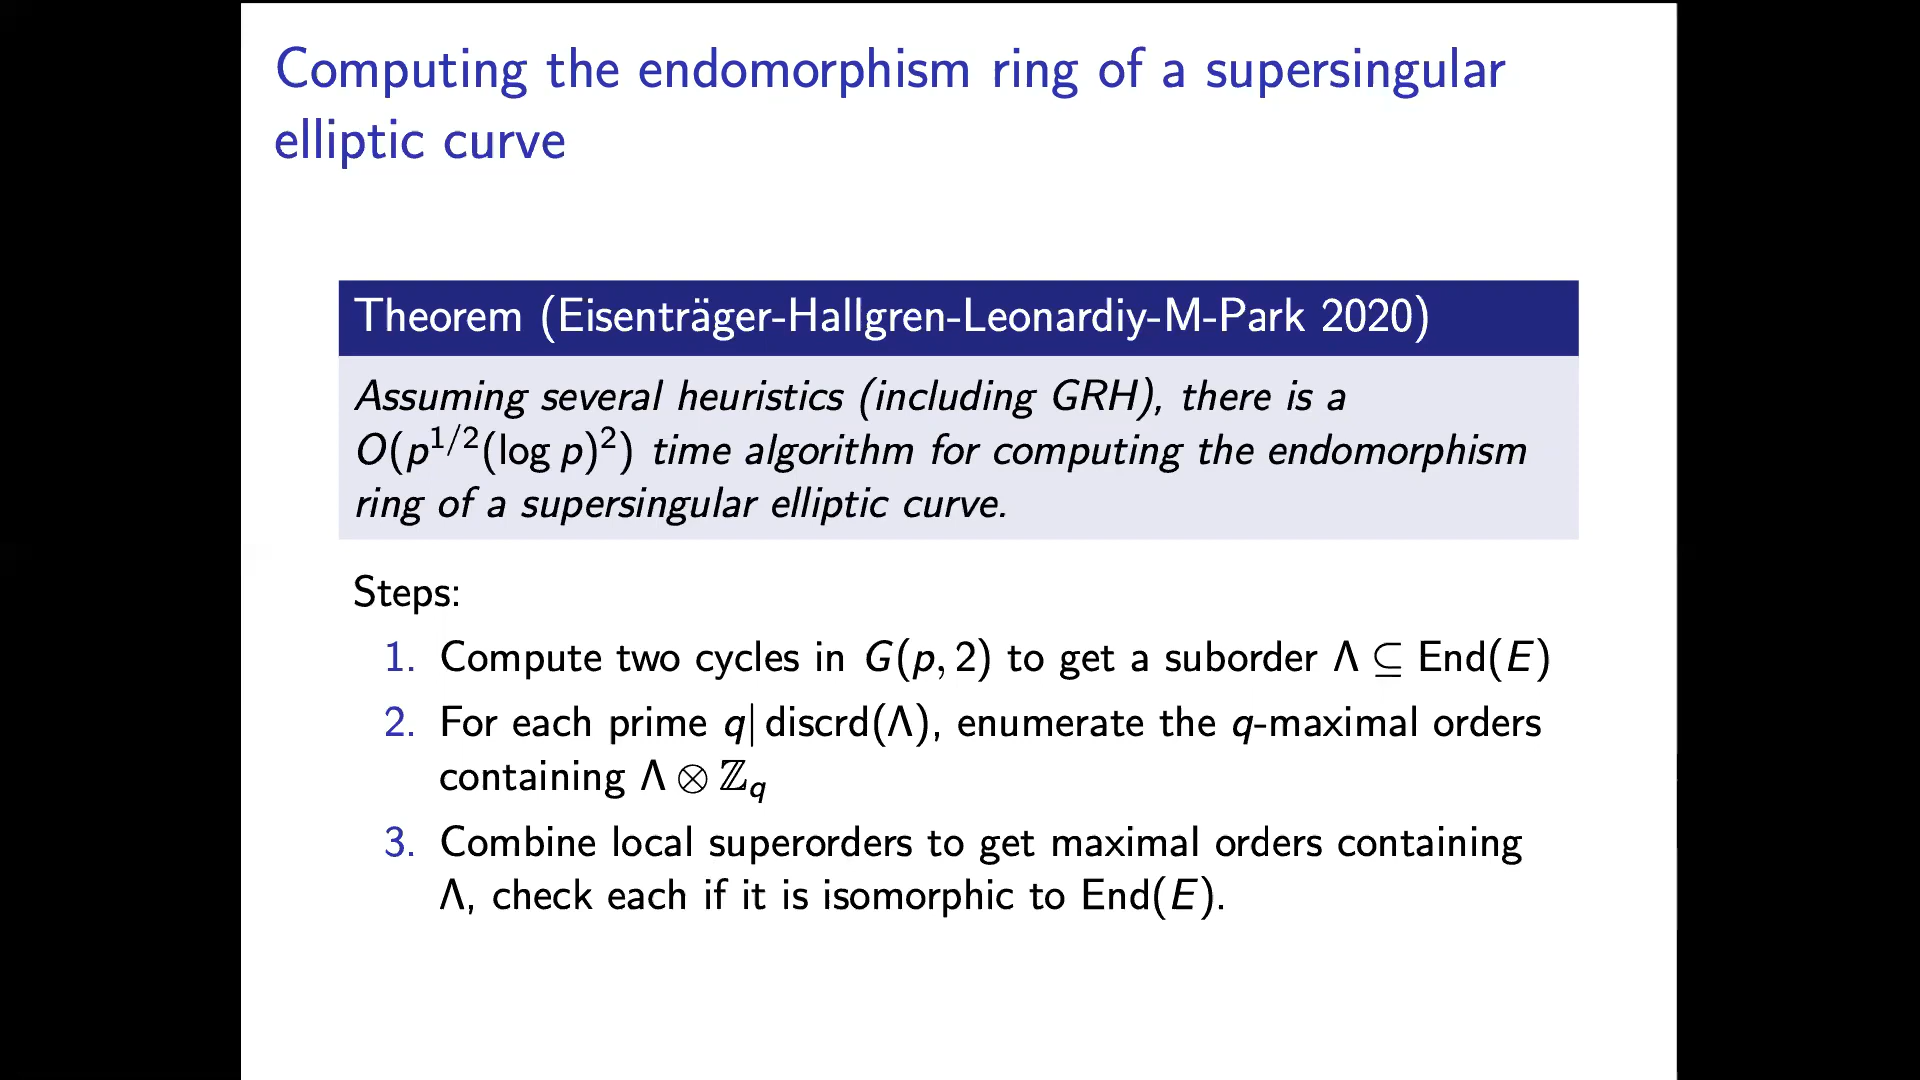 Computing the endomorphism ring of a supersingular
elliptic curve
Theorem (Eisenträger-Hallgren-Leonardiy-M-Park 2020)
Assuming several heuristics (including GRH), there is a
O(p^{1/2}(log p)^2) time algorithm for computing the endomorphism
ring of a supersingular elliptic curve.
Steps:
1. Compute two cycles in G(p, 2) to get a suborder Λ ⊆ End(E)
2. For each prime q| discrd(Λ), enumerate the q-maximal orders
containing Λ ⊗ ℤ_q
3. Combine local superorders to get maximal orders containing
Λ, check each if it is isomorphic to End(E).